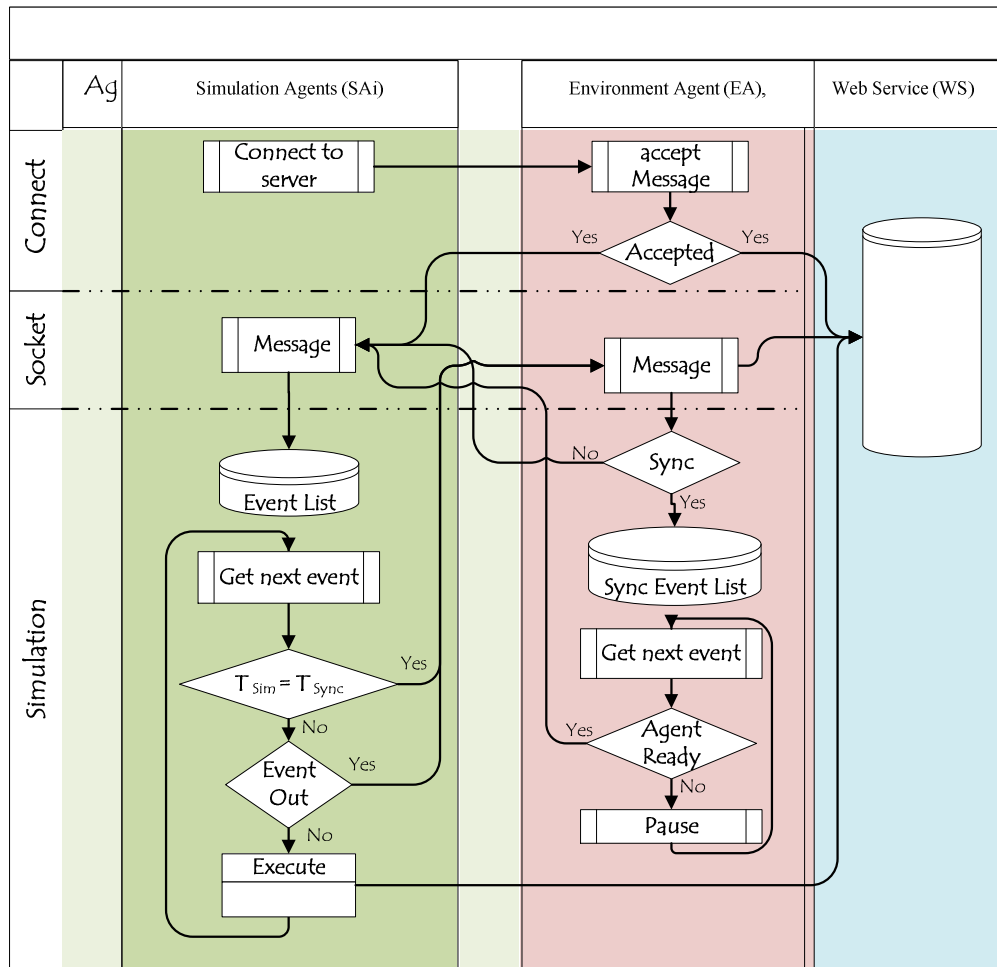 Ag
Simulation Agents (SAi)
Environment Agent (EA),
Web Service (WS)
Connect
Connect to
server
accept
Message
Yes
Accepted
Yes
Socket
Message
Message
Simulation
No
Sync
Yes
Event List
Sync Event List
Get next event
Get next event
T Sim = T Sync
Yes
No
Yes
Agent
Ready
No
Event
Out
Yes
No
Pause
Execute